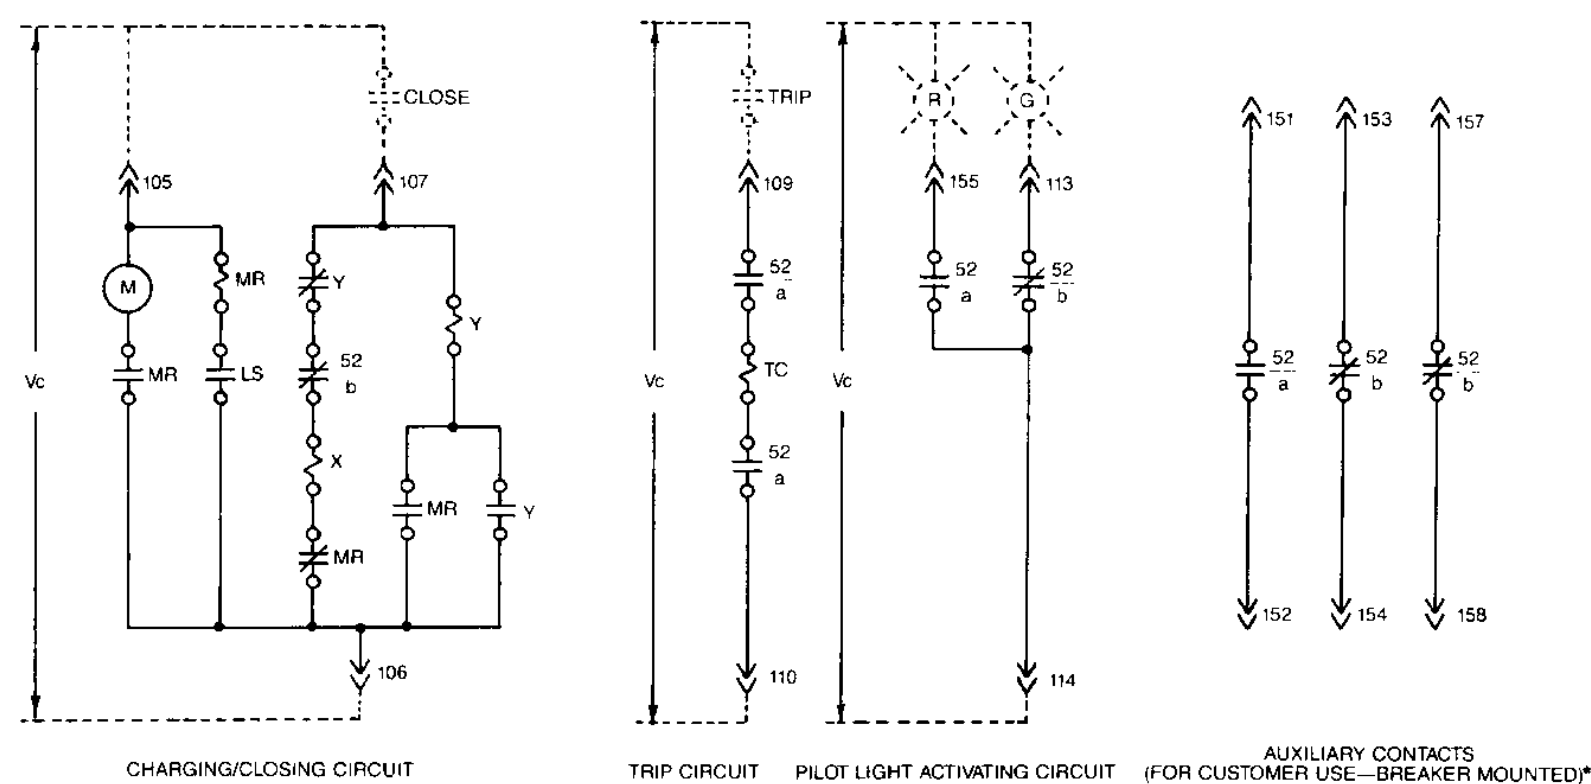 CLOSE
TRIP
R
G
151
153
157
105
107
109
155
113
M
MR
Y
52
a
52
a
52
b
Y
Vc
MR
LS
52
b
TC
Vc
Vc
52
a
52
b
52
b
X
52
a
MR
Y
MR
152
154
158
106
110
114
CHARGING/CLOSING CIRCUIT
TRIP CIRCUIT
PILOT LIGHT ACTIVATING CIRCUIT
AUXILIARY CONTACTS
(FOR CUSTOMER USE—BREAKER MOUNTED)*